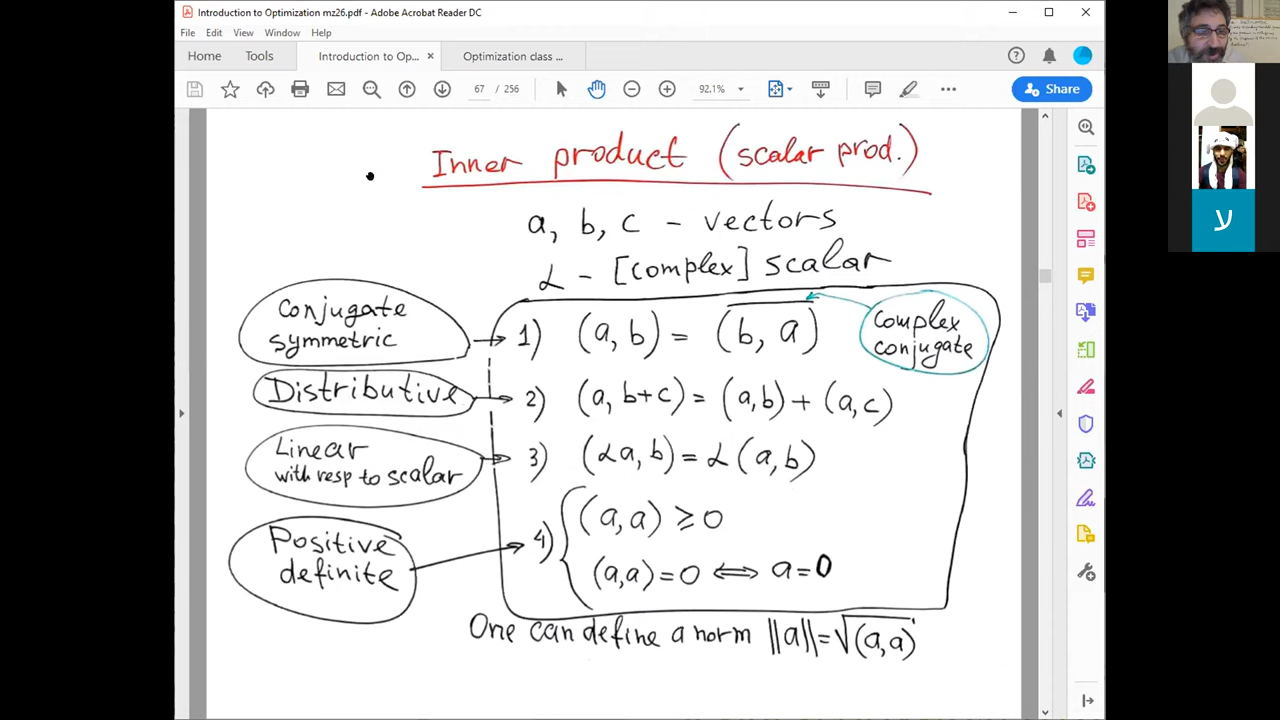 Introduction to Optimization mz26.pdf - Adobe Acrobat Reader DC
File Edit View Window Help
Home Tools Introduction to Op... × Optimization class ...
67 / 256 92.1% Share
Inner product (scalar prod.)
a, b, c - vectors
α - [complex] scalar
Conjugate
symmetric
1) (a, b) = \overline{(b, a)}
complex
conjugate
Distributive
2) (a, b+c) = (a,b) + (a,c)
Linear
with resp to scalar
3) (αa, b) = α (a, b)
Positive
definite
4) { (a,a) ≥ 0
(a,a) = 0 ⟺ a = 0
One can define a norm ||a|| = √(a,a)
ע